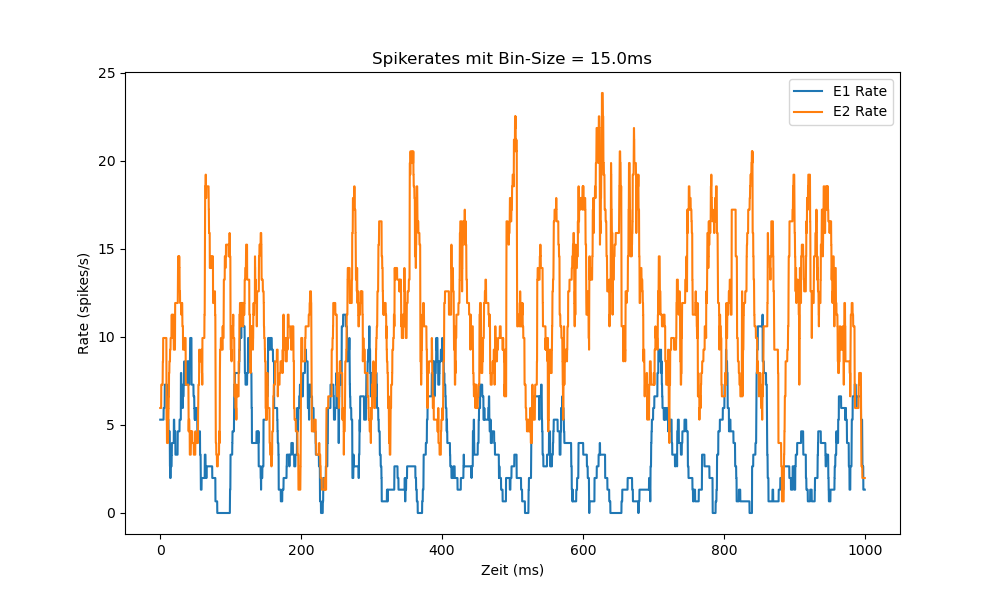 Spikerates mit Bin-Size = 15.0ms
E1 Rate
E2 Rate
Rate (spikes/s)
25
20
15
10
5
0
0 200 400 600 800 1000
Zeit (ms)